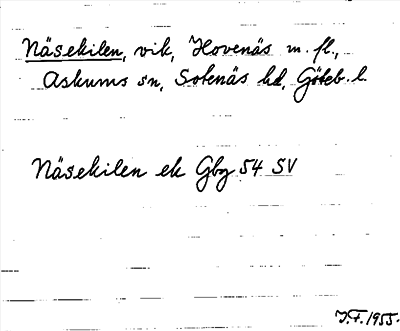 Näsekilen, vik, Hovenäs m. fl.,
Askums sn, Sotenäs hd, Göteb. l.
Näsekilen ek Gbg 54 SV
J.F. 1955.